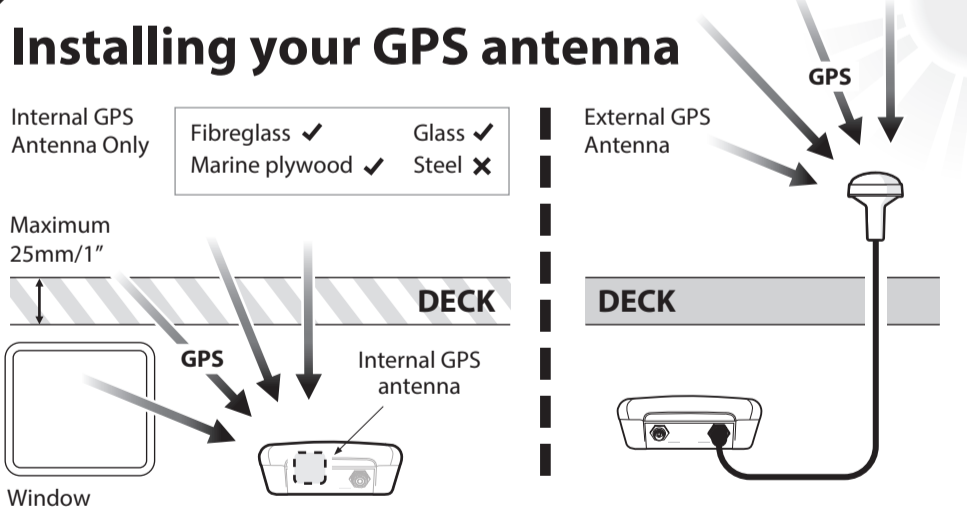 Installing your GPS antenna
Internal GPS
Antenna Only
Fibreglass ✔ Glass ✔
Marine plywood ✔ Steel ✘
Maximum
25mm/1”
DECK
GPS
Internal GPS
antenna
Window
External GPS
Antenna
GPS
DECK